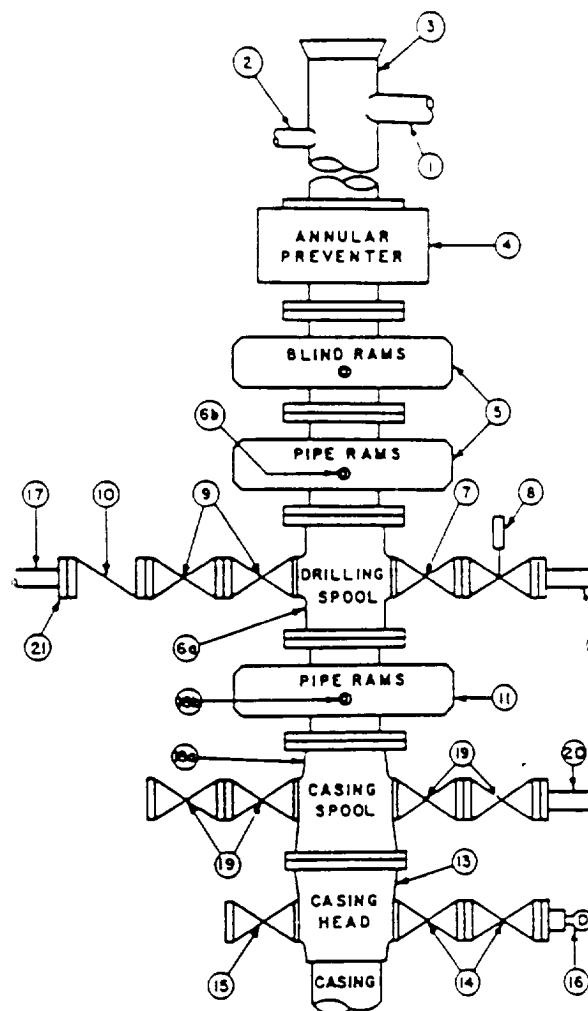 3
2
1
ANNULAR
PREVENTER
4
BLIND RAMS
5
6b
PIPE RAMS
17
10
9
7
8
DRILLING
SPOOL
21
6a
PIPE RAMS
11
CASING
SPOOL
19
20
19
13
CASING
HEAD
15
14
16
CASING